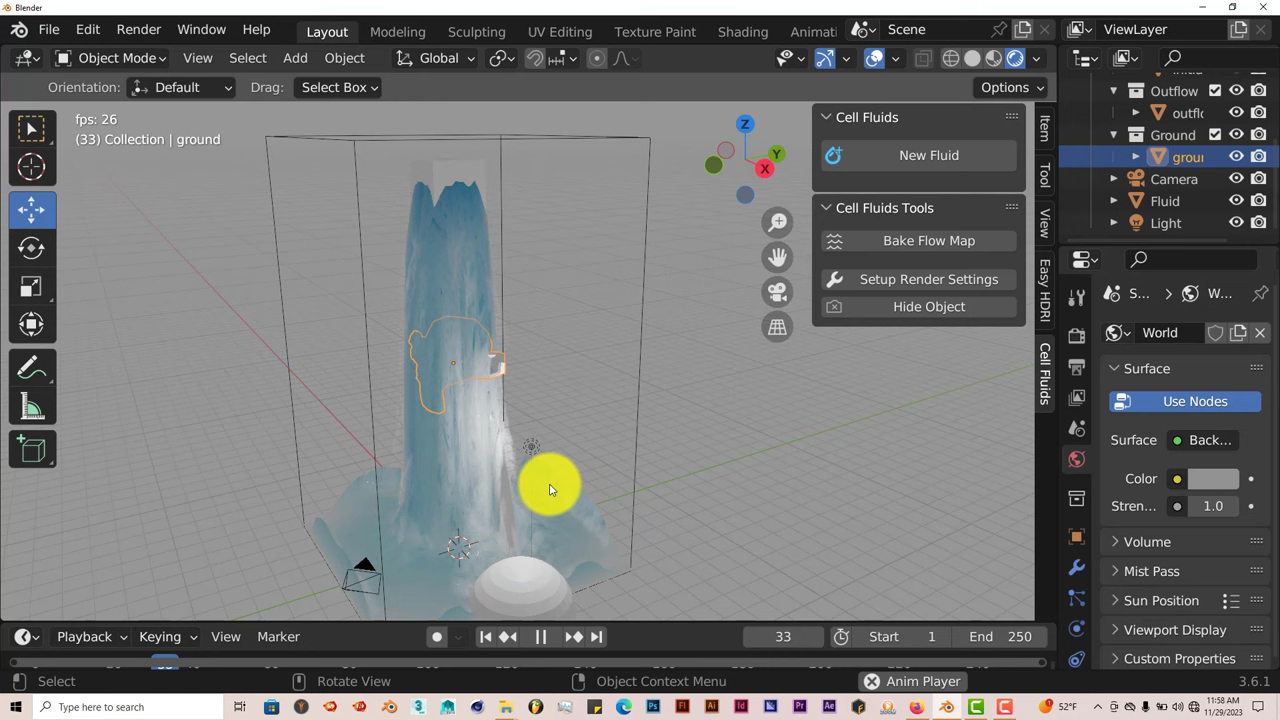 Blender
File Edit Render Window Help Layout Modeling Sculpting UV Editing Texture Paint Shading Scene ViewLayer
Object Mode View Select Add Object Global
Orientation: Default Drag: Select Box Options
fps: 26
(33) Collection | ground
Z
Y
X
Cell Fluids
New Fluid
Cell Fluids Tools
Bake Flow Map
Setup Render Settings
Hide Object
Item
Tool
View
Easy HDRI
Cell Fluids
Outflow
outflo
Ground
grour
Camera
Fluid
Light
S... W...
World
Surface
Use Nodes
Surface Back...
Color
Stren... 1.0
Volume
Mist Pass
Sun Position
Viewport Display
Custom Properties
Playback Keying View Marker 33 Start 1 End 250
Select Rotate View Object Context Menu Anim Player 3.6.1
Type here to search
52°F
11:58 AM
11/29/2023